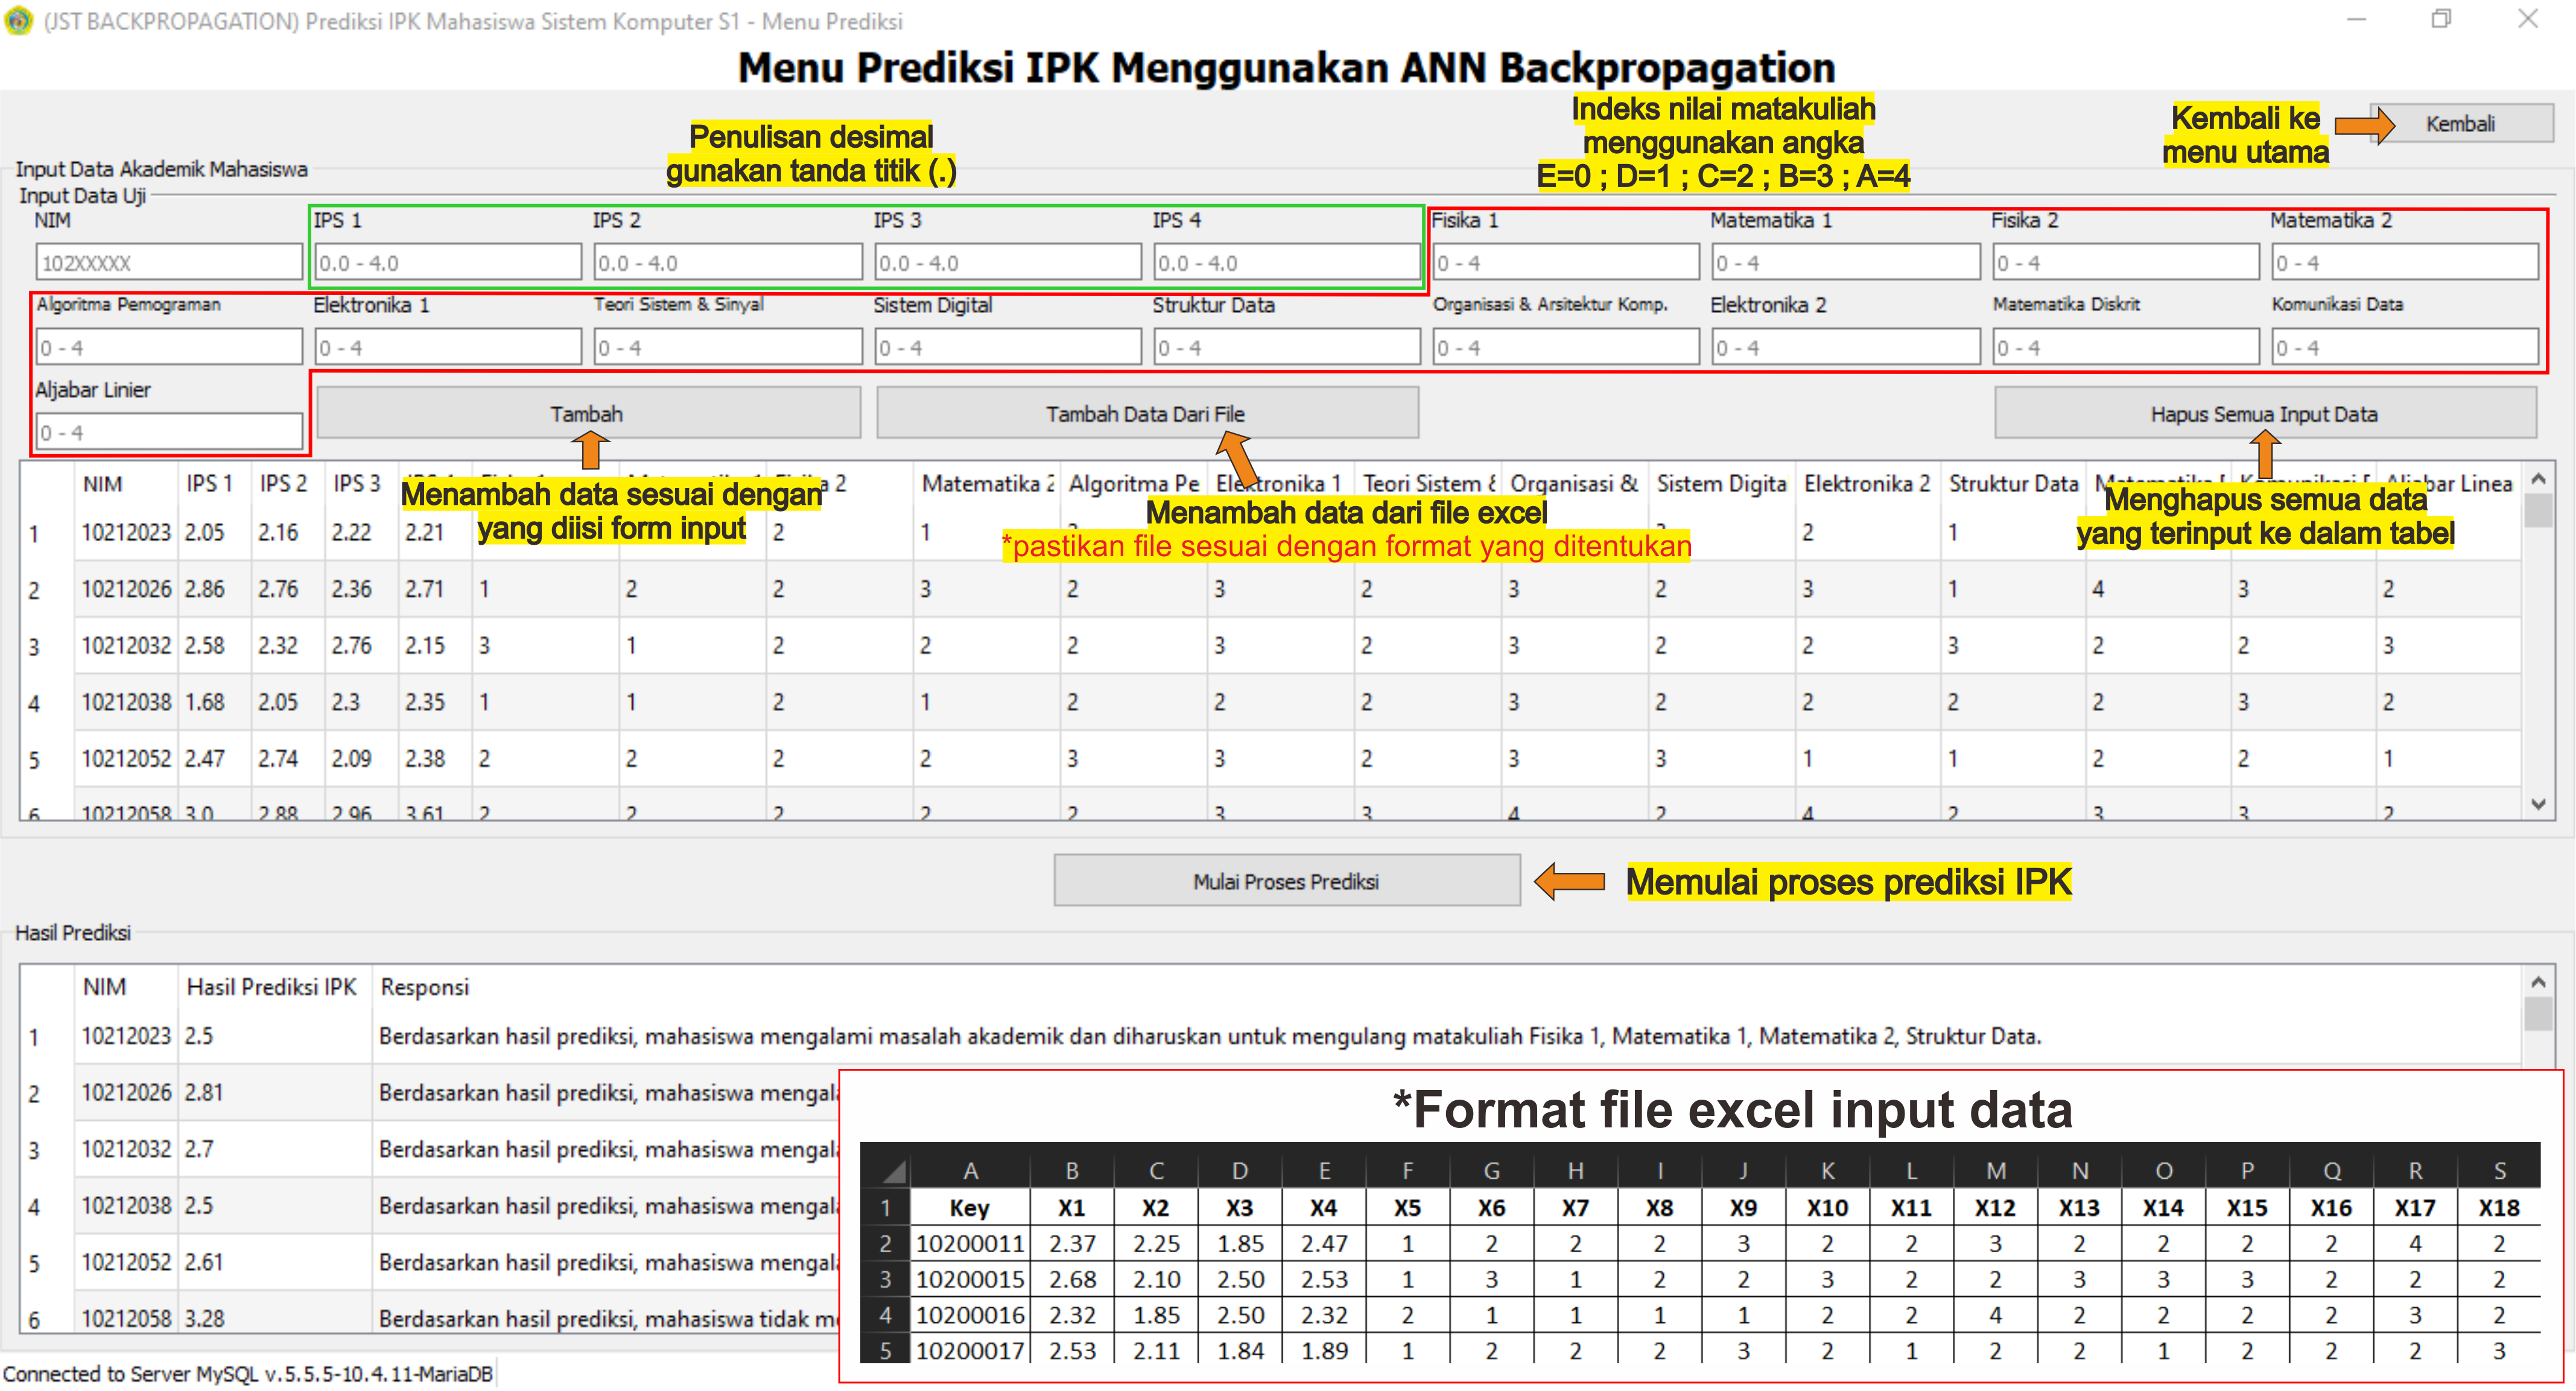 (JST BACKPROPAGATION) Prediksi IPK Mahasiswa Sistem Komputer S1 - Menu Prediksi
Menu Prediksi IPK Menggunakan ANN Backpropagation
Penulisan desimal
gunakan tanda titik (.)
Indeks nilai matakuliah
menggunakan angka
E=0 ; D=1 ; C=2 ; B=3 ; A=4
Kembali ke
menu utama
Kembali
Input Data Akademik Mahasiswa
Input Data Uji
NIM IPS 1 IPS 2 IPS 3 IPS 4 Fisika 1 Matematika 1 Fisika 2 Matematika 2
102XXXXX 0.0 - 4.0 0.0 - 4.0 0.0 - 4.0 0.0 - 4.0 0 - 4 0 - 4 0 - 4 0 - 4
Algoritma Pemograman Elektronika 1 Teori Sistem & Sinyal Sistem Digital Struktur Data Organisasi & Arsitektur Komp. Elektronika 2 Matematika Diskrit Komunikasi Data
0 - 4 0 - 4 0 - 4 0 - 4 0 - 4 0 - 4 0 - 4 0 - 4 0 - 4
Aljabar Linier
0 - 4
Tambah Tambah Data Dari File Hapus Semua Input Data
Menambah data sesuai dengan
yang diisi form input
Menambah data dari file excel
*pastikan file sesuai dengan format yang ditentukan
Menghapus semua data
yang terinput ke dalam tabel
NIM IPS 1 IPS 2 IPS 3 2 Matematika 2 Algoritma Pe Elektronika 1 Teori Sistem & Organisasi & Sistem Digita Elektronika 2 Struktur Data bar Linea
1 10212023 2.05 2.16 2.22 2.21 2 1 2 1
2 10212026 2.86 2.76 2.36 2.71 1 2 2 3 2 3 2 3 2 3 1 4 3 2
3 10212032 2.58 2.32 2.76 2.15 3 1 2 2 2 3 2 3 2 2 3 2 2 3
4 10212038 1.68 2.05 2.3 2.35 1 1 2 1 2 2 2 3 2 2 2 2 3 2
5 10212052 2.47 2.74 2.09 2.38 2 2 2 2 3 3 2 3 3 1 1 2 2 1
6 10212058 3.0 2.88 2.96 3.61 2 2 2 2 2 3 3 4 2 4 2 3 3 2
Mulai Proses Prediksi
Memulai proses prediksi IPK
Hasil Prediksi
NIM Hasil Prediksi IPK Responsi
1 10212023 2.5 Berdasarkan hasil prediksi, mahasiswa mengalami masalah akademik dan diharuskan untuk mengulang matakuliah Fisika 1, Matematika 1, Matematika 2, Struktur Data.
2 10212026 2.81 Berdasarkan hasil prediksi, mahasiswa mengal
3 10212032 2.7 Berdasarkan hasil prediksi, mahasiswa mengal
4 10212038 2.5 Berdasarkan hasil prediksi, mahasiswa mengal
5 10212052 2.61 Berdasarkan hasil prediksi, mahasiswa mengal
6 10212058 3.28 Berdasarkan hasil prediksi, mahasiswa tidak m
*Format file excel input data
A B C D E F G H I J K L M N O P Q R S
1 Key X1 X2 X3 X4 X5 X6 X7 X8 X9 X10 X11 X12 X13 X14 X15 X16 X17 X18
2 10200011 2.37 2.25 1.85 2.47 1 2 2 2 3 2 2 3 2 2 2 2 4 2
3 10200015 2.68 2.10 2.50 2.53 1 3 1 2 2 3 2 2 3 3 3 2 2 2
4 10200016 2.32 1.85 2.50 2.32 2 1 1 1 1 2 2 4 2 2 2 2 3 2
5 10200017 2.53 2.11 1.84 1.89 1 2 2 2 3 2 1 2 2 1 2 2 2 3
Connected to Server MySQL v.5.5.5-10.4.11-MariaDB